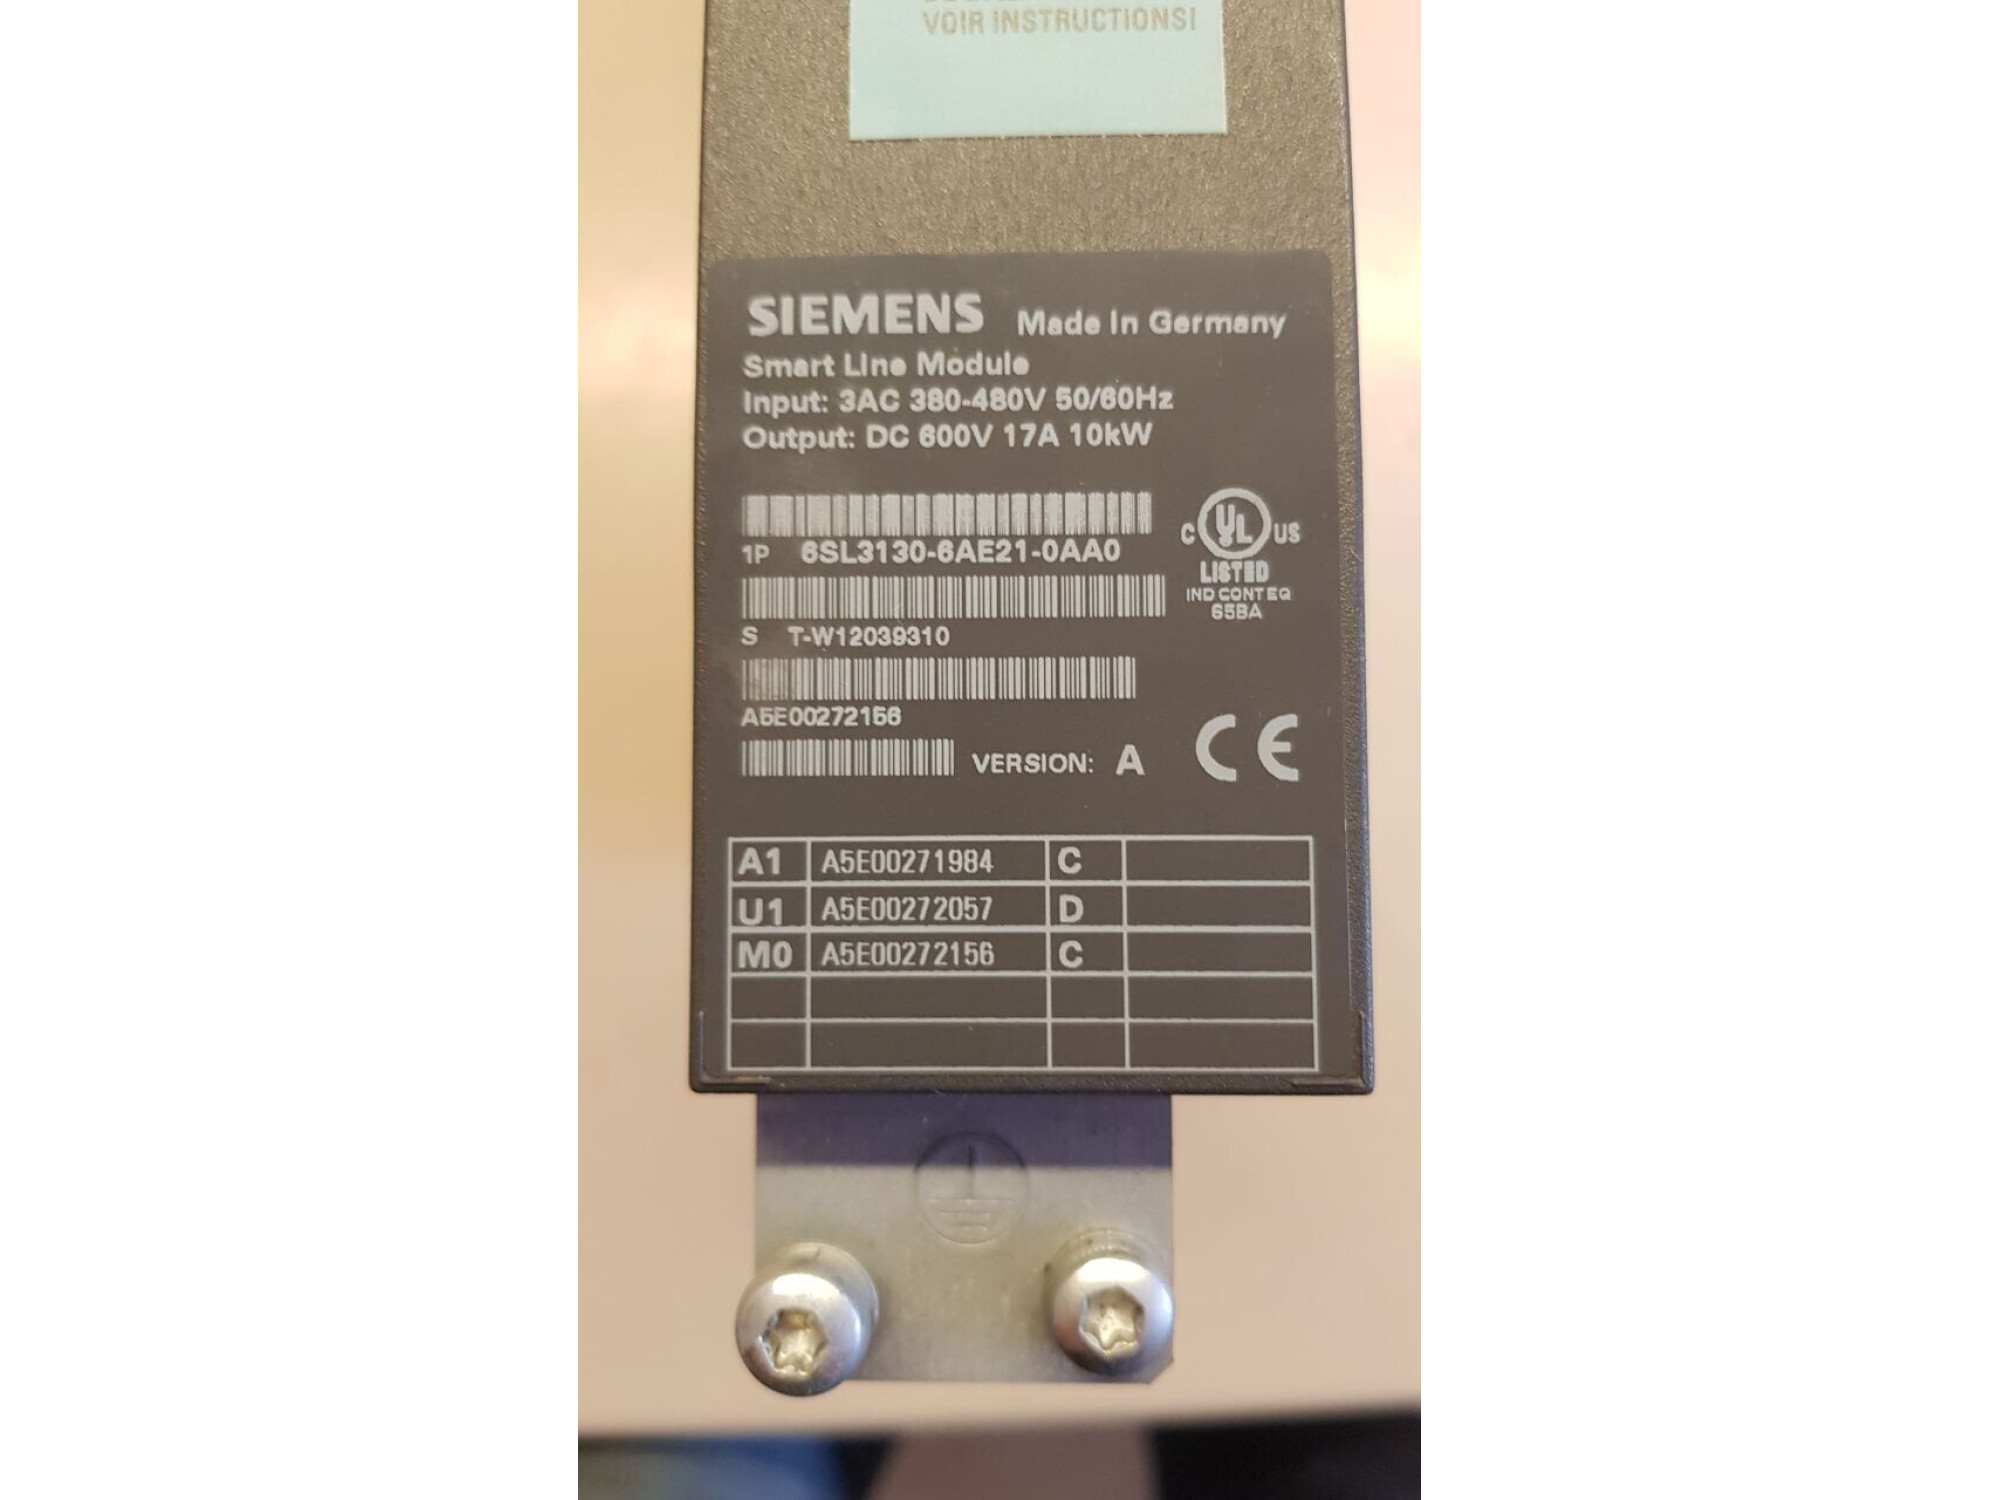 VOIR INSTRUCTIONS!
SIEMENS Made in Germany
Smart Line Module
Input: 3AC 380-480V 50/60Hz
Output: DC 600V 17A 10kW
1P 6SL3130-6AE21-0AA0
C UL US
LISTED
IND CONT EQ
65BA
S T-W12039310
A5E00272156
VERSION: A CE
A1 A5E00271984 C
U1 A5E00272057 D
M0 A5E00272156 C